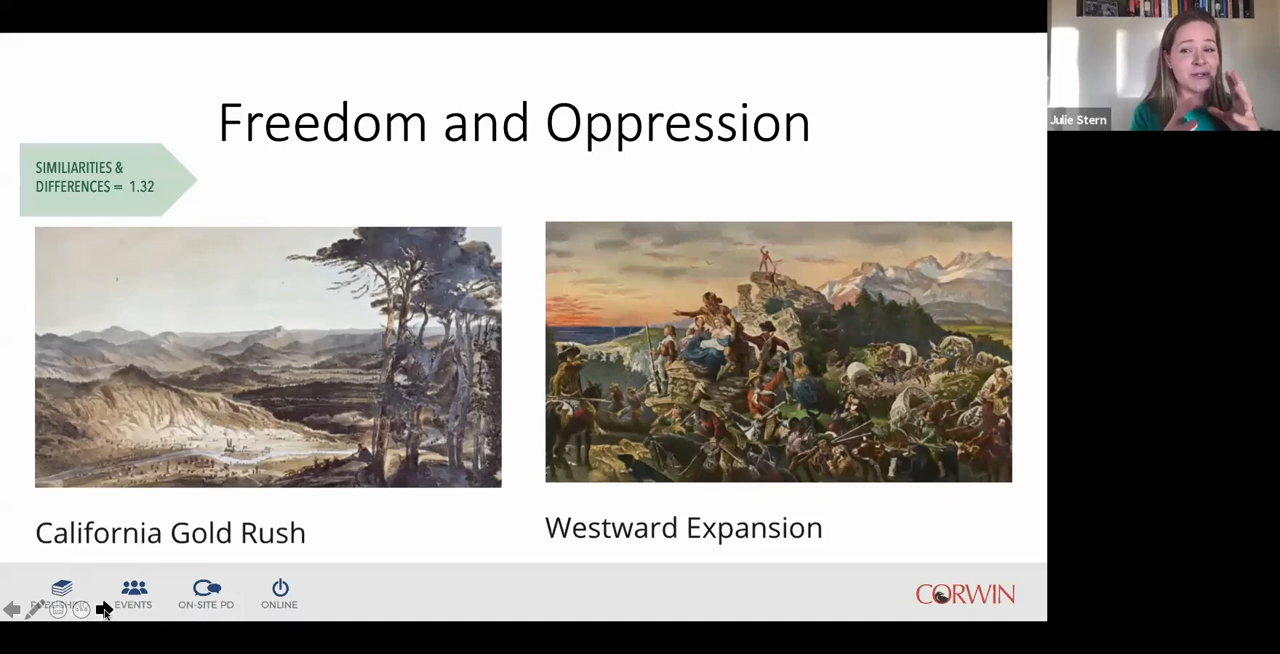 Freedom and Oppression
SIMILIARITIES &
DIFFERENCES = 1.32
California Gold Rush
Westward Expansion
PUBLISHING
EVENTS
ON-SITE PD
ONLINE
CORWIN
Julie Stern